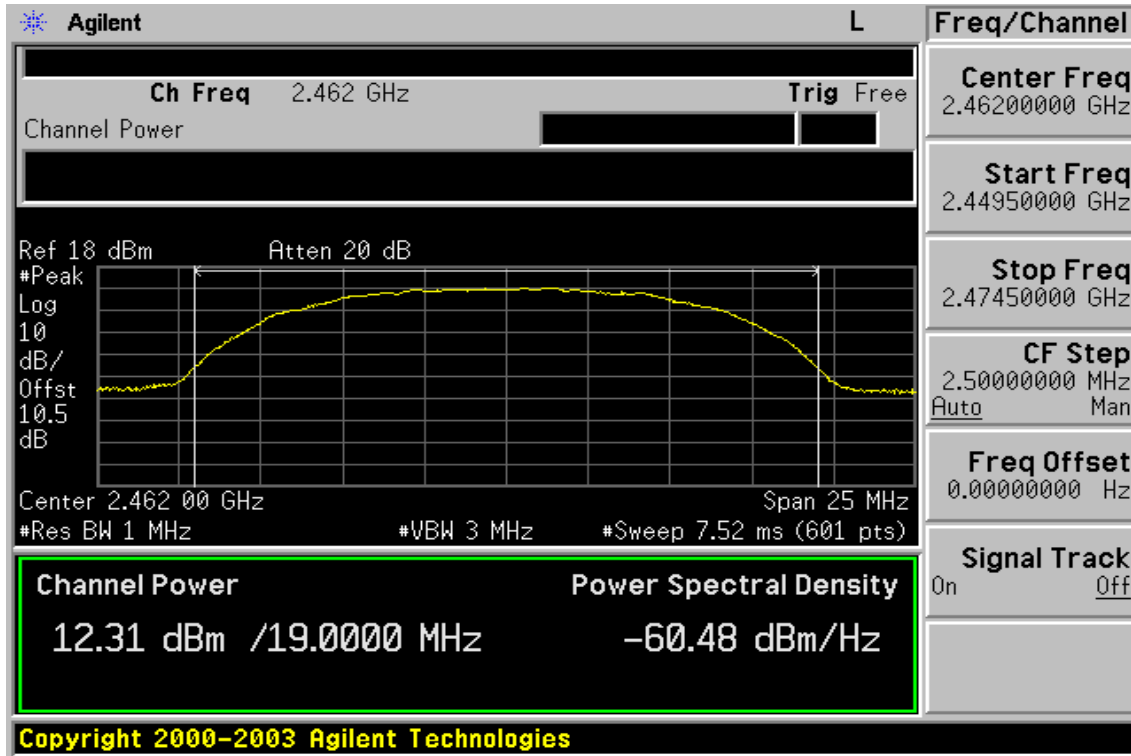 Agilent L
Ch Freq 2.462 GHz Trig Free
Channel Power
Ref 18 dBm Atten 20 dB
#Peak
Log
10
dB/
Offst
10.5
dB
Center 2.462 00 GHz Span 25 MHz
#Res BW 1 MHz #VBW 3 MHz #Sweep 7.52 ms (601 pts)
Channel Power Power Spectral Density
12.31 dBm /19.0000 MHz -60.48 dBm/Hz
Copyright 2000-2003 Agilent Technologies
Freq/Channel
Center Freq
2.46200000 GHz
Start Freq
2.44950000 GHz
Stop Freq
2.47450000 GHz
CF Step
2.50000000 MHz
Auto Man
Freq Offset
0.00000000 Hz
Signal Track
On Off